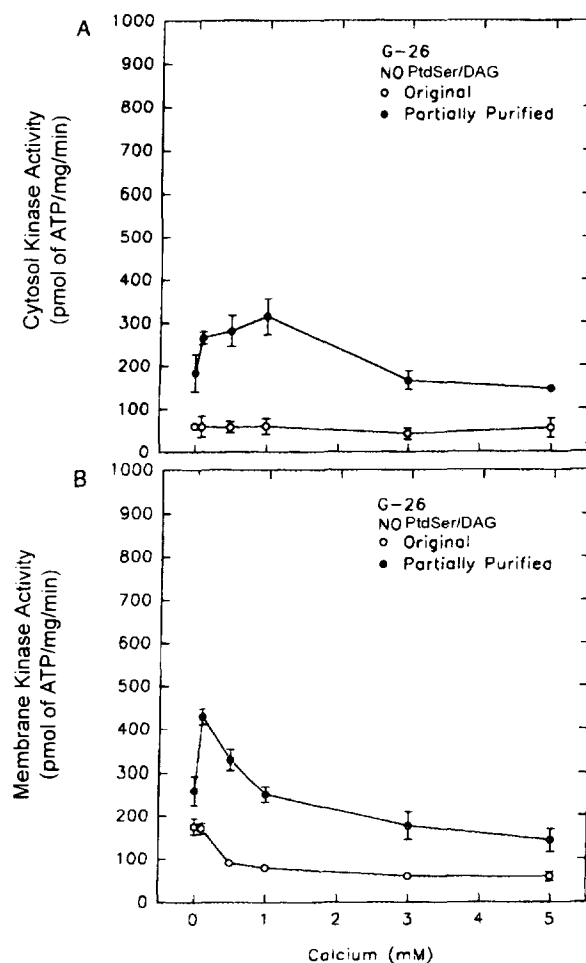 A
G-26
NO PtdSer/DAG
Original
Partially Purified
1000
900
800
700
600
500
400
300
200
100
0
Cytosol Kinase Activity
(pmol of ATP/mg/min)
B
G-26
NO PtdSer/DAG
Original
Partially Purified
1000
900
800
700
600
500
400
300
200
100
0
Membrane Kinase Activity
(pmol of ATP/mg/min)
0 1 2 3 4 5
Calcium (mM)